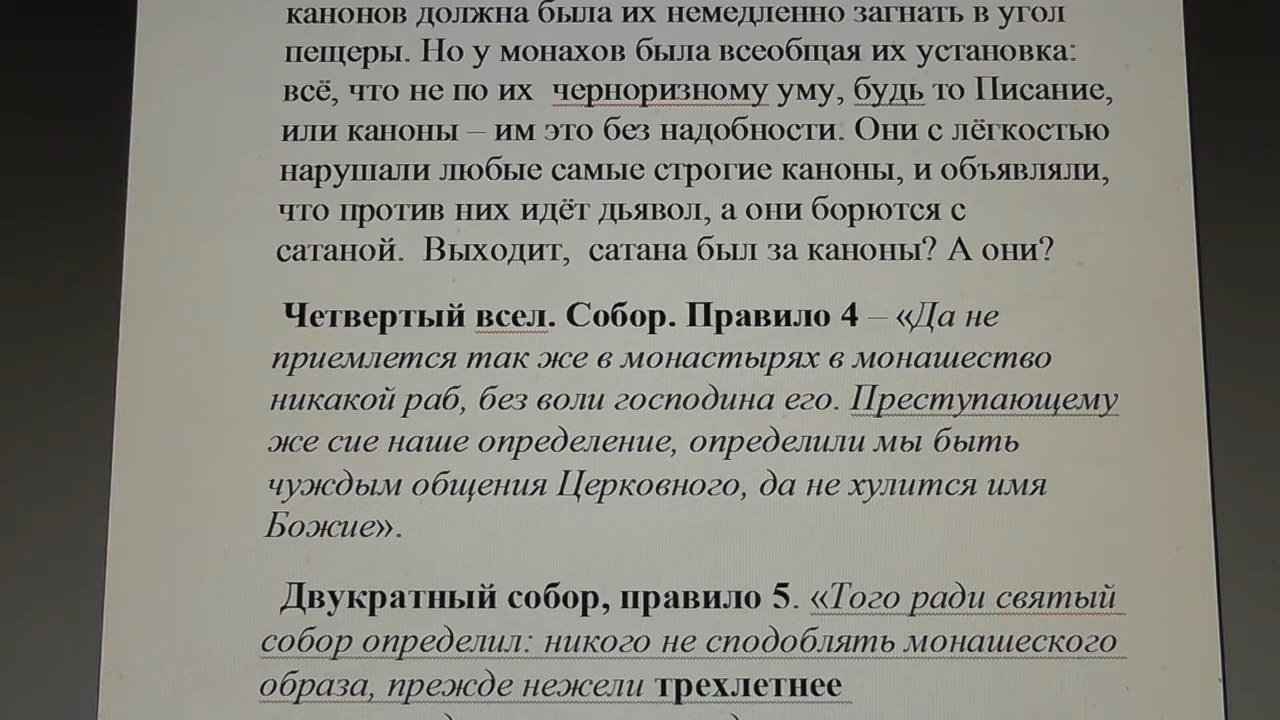 канонов должна была их немедленно загнать в угол
пещеры. Но у монахов была всеобщая их установка:
всё, что не по их черноризному уму, будь то Писание,
или каноны – им это без надобности. Они с лёгкостью
нарушали любые самые строгие каноны, и объявляли,
что против них идёт дьявол, а они борются с
сатаной. Выходит, сатана был за каноны? А они?
Четвертый всел. Собор. Правило 4 – «Да не
приемлется так же в монастырях в монашество
никакой раб, без воли господина его. Преступающему
же сие наше определение, определили мы быть
чуждым общения Церковного, да не хулится имя
Божие».
Двукратный собор, правило 5. «Того ради святый
собор определил: никого не сподоблять монашеского
образа, прежде нежели трехлетнее